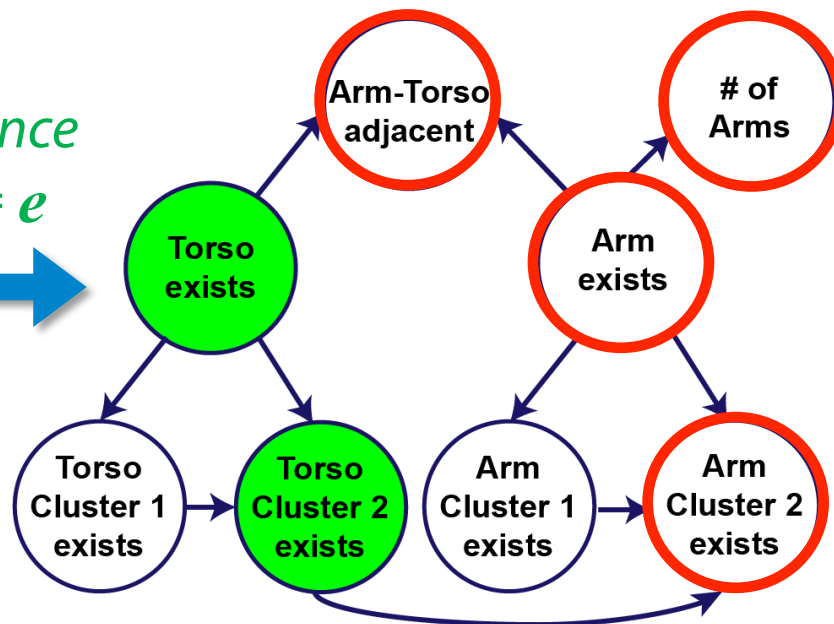 Arm-Torso
adjacent
# of
Arms
e
Torso
exists
Arm
exists
Torso
Cluster 1
exists
Torso
Cluster 2
exists
Arm
Cluster 1
exists
Arm
Cluster 2
exists